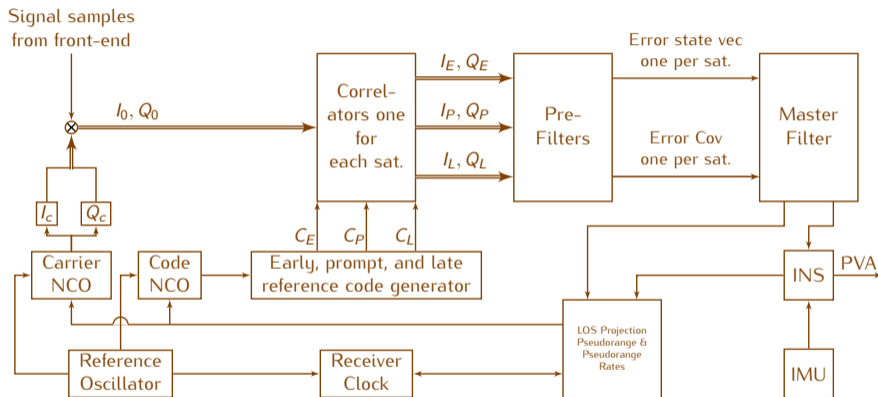 Signal samples
from front-end
I0, Q0
Correl-
ators one
for
each sat.
IE, QE
IP, QP
IL, QL
Pre-
Filters
Error state vec
one per sat.
Error Cov
one per sat.
Master
Filter
Ic
Qc
CE
CP
CL
Carrier
NCO
Code
NCO
Early, prompt, and late
reference code generator
INS
PVA
LOS Projection
Pseudorange &
Pseudorange
Rates
Reference
Oscillator
Receiver
Clock
IMU